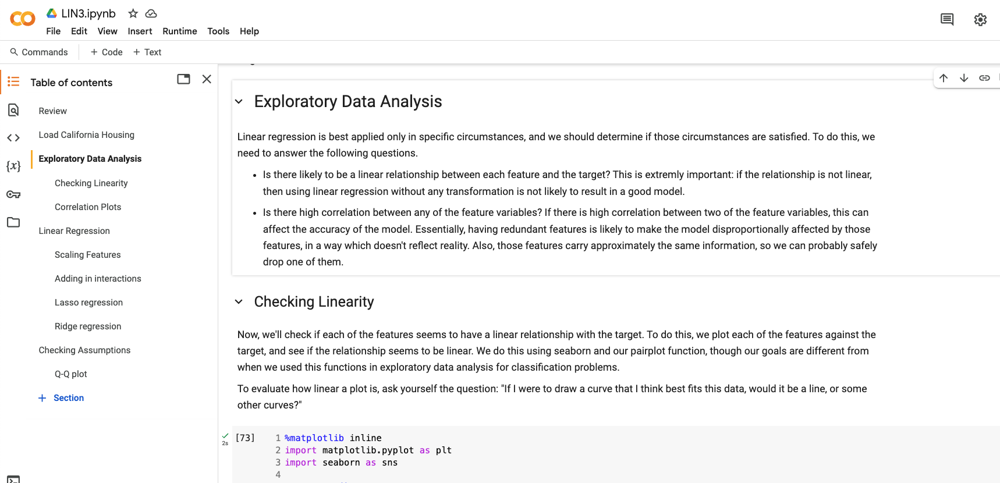 LIN3.ipynb
File Edit View Insert Runtime Tools Help
Commands + Code + Text
Table of contents
Review
Load California Housing
Exploratory Data Analysis
Checking Linearity
Correlation Plots
Linear Regression
Scaling Features
Adding in interactions
Lasso regression
Ridge regression
Checking Assumptions
Q-Q plot
+ Section
Exploratory Data Analysis
Linear regression is best applied only in specific circumstances, and we should determine if those circumstances are satisfied. To do this, we
need to answer the following questions.
• Is there likely to be a linear relationship between each feature and the target? This is extremly important: if the relationship is not linear,
then using linear regression without any transformation is not likely to result in a good model.
• Is there high correlation between any of the feature variables? If there is high correlation between two of the feature variables, this can
affect the accuracy of the model. Essentially, having redundant features is likely to make the model disproportionally affected by those
features, in a way which doesn't reflect reality. Also, those features carry approximately the same information, so we can probably safely
drop one of them.
Checking Linearity
Now, we'll check if each of the features seems to have a linear relationship with the target. To do this, we plot each of the features against the
target, and see if the relationship seems to be linear. We do this using seaborn and our pairplot function, though our goals are different from
when we used this functions in exploratory data analysis for classification problems.
To evaluate how linear a plot is, ask yourself the question: "If I were to draw a curve that I think best fits this data, would it be a line, or some
other curves?"
2s
[73] 1 %matplotlib inline
2 import matplotlib.pyplot as plt
3 import seaborn as sns
4